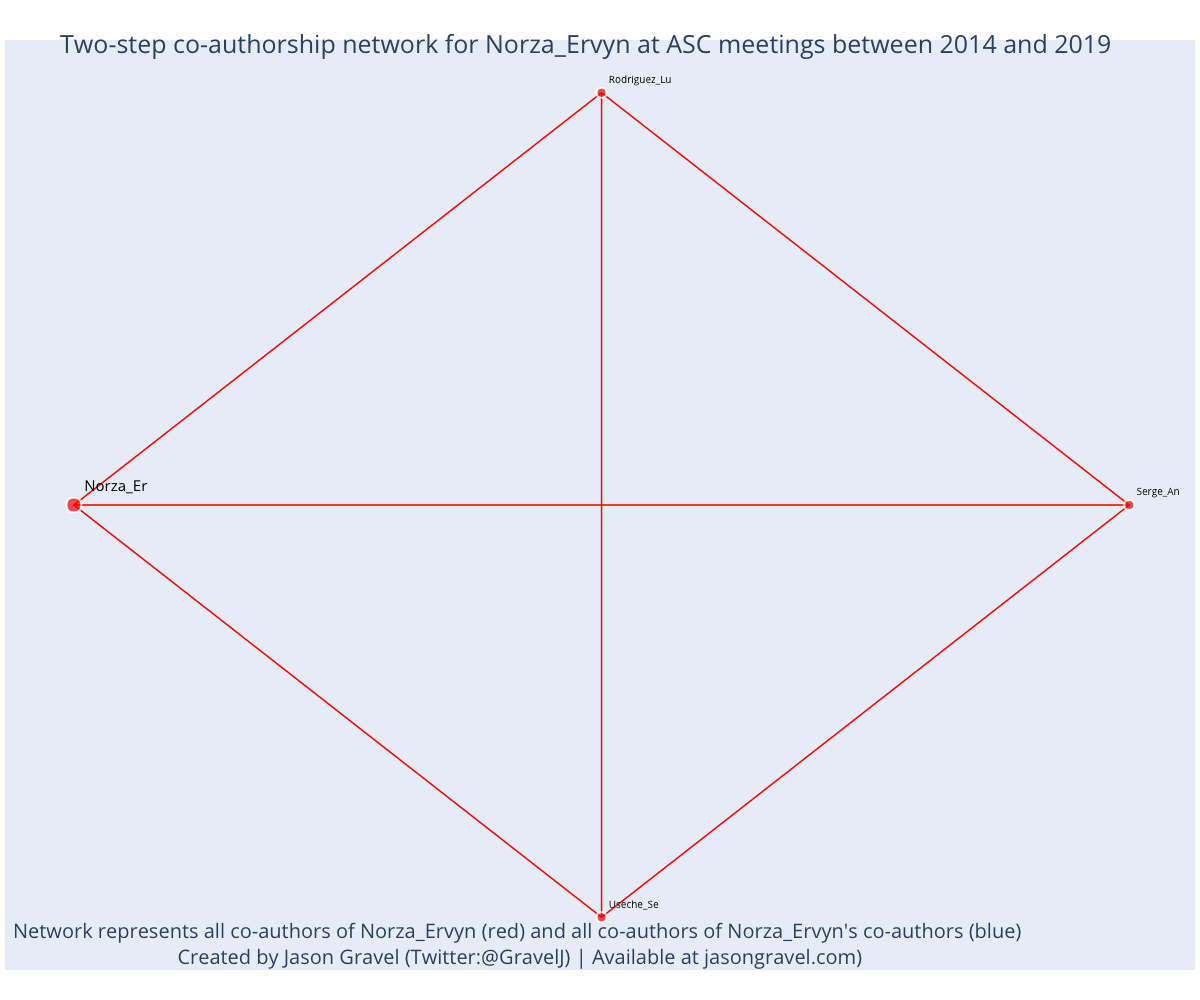 Two-step co-authorship network for Norza_Ervyn at ASC meetings between 2014 and 2019
Rodriguez_Lu
Norza_Er
Serge_An
Useche_Se
Network represents all co-authors of Norza_Ervyn (red) and all co-authors of Norza_Ervyn's co-authors (blue)
Created by Jason Gravel (Twitter:@GravelJ) | Available at jasongravel.com)